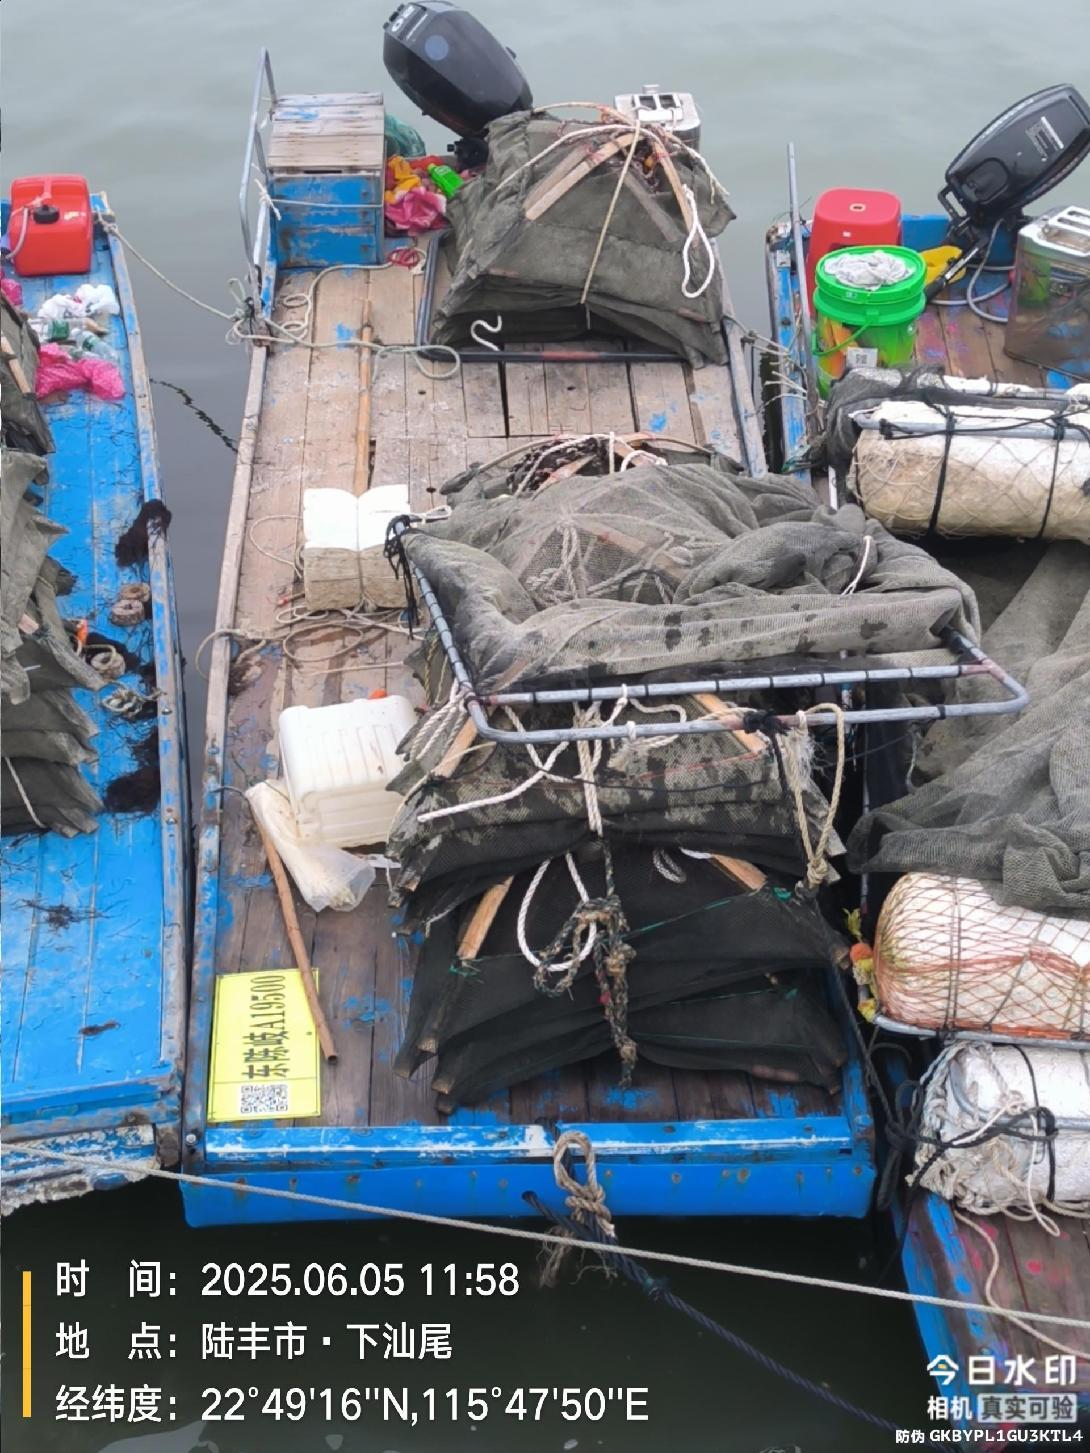 东蒋岐A19500
时 间：2025.06.05 11:58
地 点：陆丰市·下汕尾
经纬度：22°49'16"N,115°47'50"E
今日水印
相机 真实可验
防伪 GKBYPL1GU3KTL4